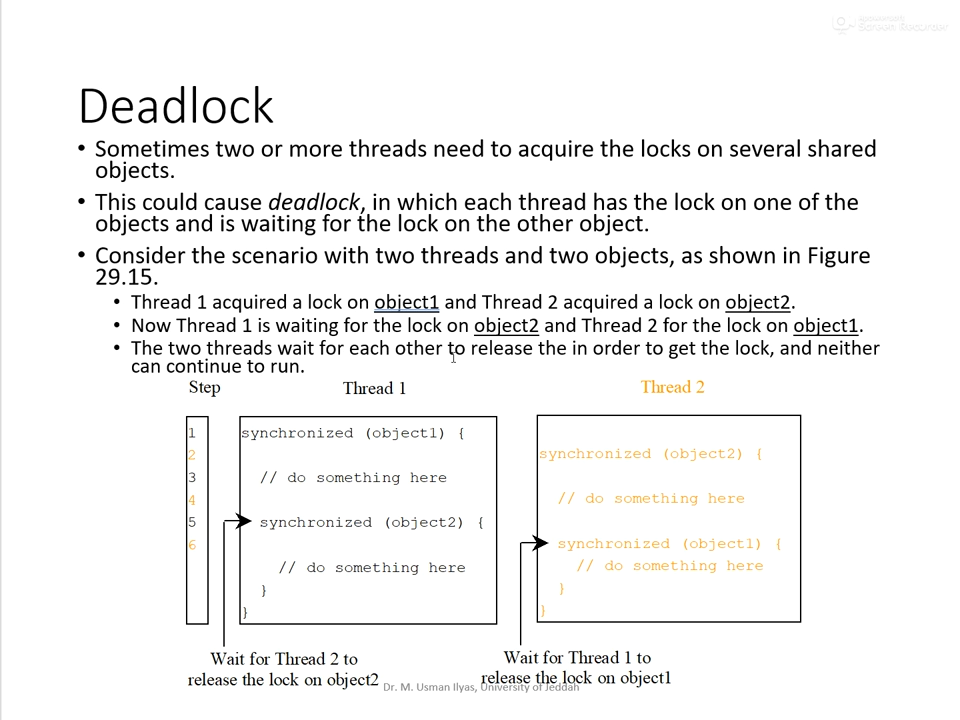 Screen Recorder
Deadlock
• Sometimes two or more threads need to acquire the locks on several shared
objects.
• This could cause deadlock, in which each thread has the lock on one of the
objects and is waiting for the lock on the other object.
• Consider the scenario with two threads and two objects, as shown in Figure
29.15.
• Thread 1 acquired a lock on object1 and Thread 2 acquired a lock on object2.
• Now Thread 1 is waiting for the lock on object2 and Thread 2 for the lock on object1.
• The two threads wait for each other to release the in order to get the lock, and neither
can continue to run.
Step
Thread 1
Thread 2
1
2
3
4
5
6
synchronized (object1) {
// do something here
synchronized (object2) {
// do something here
}
}
synchronized (object2) {
// do something here
synchronized (object1) {
// do something here
}
}
Wait for Thread 2 to
release the lock on object2
Wait for Thread 1 to
release the lock on object1
Dr. M. Usman Ilyas, University of Jeddah